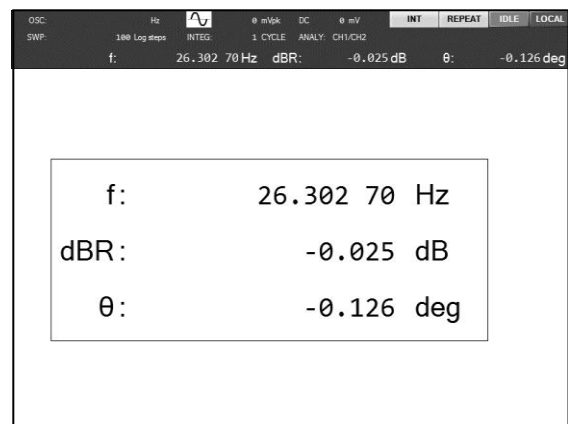 OSC: Hz 0 mVpk DC 0 mV INT REPEAT IDLE LOCAL
SWP: 100 Log steps INTEG: 1 CYCLE ANALY: CH1/CH2
f: 26.302 70 Hz dBR: -0.025 dB θ: -0.126 deg
f: 26.302 70 Hz
dBR: -0.025 dB
θ: -0.126 deg